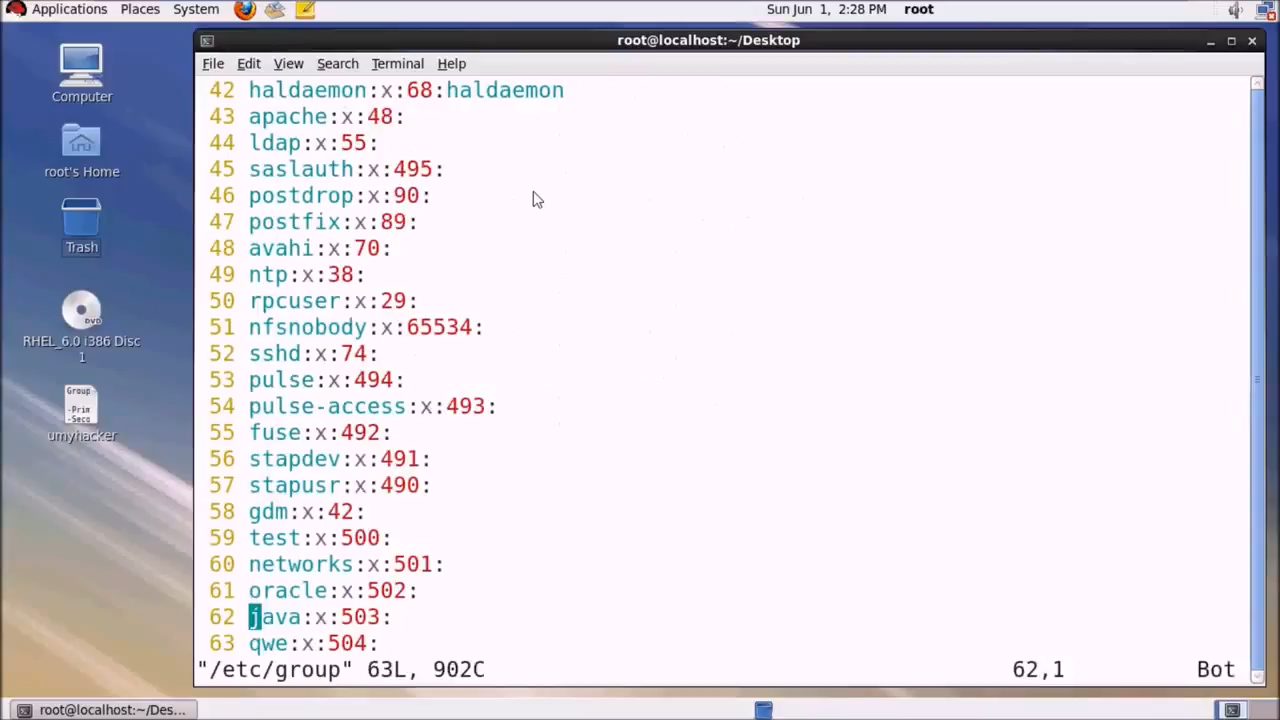 Applications Places System Sun Jun 1, 2:28 PM root
root@localhost:~/Desktop
File Edit View Search Terminal Help
Computer
root's Home
Trash
DVD
RHEL_6.0 i386 Disc
1
Group
-Prim
-Seco
umyhacker
42 haldaemon:x:68:haldaemon
43 apache:x:48:
44 ldap:x:55:
45 saslauth:x:495:
46 postdrop:x:90:
47 postfix:x:89:
48 avahi:x:70:
49 ntp:x:38:
50 rpcuser:x:29:
51 nfsnobody:x:65534:
52 sshd:x:74:
53 pulse:x:494:
54 pulse-access:x:493:
55 fuse:x:492:
56 stapdev:x:491:
57 stapusr:x:490:
58 gdm:x:42:
59 test:x:500:
60 networks:x:501:
61 oracle:x:502:
62 java:x:503:
63 qwe:x:504:
"/etc/group" 63L, 902C 62,1 Bot
root@localhost:~/Des...